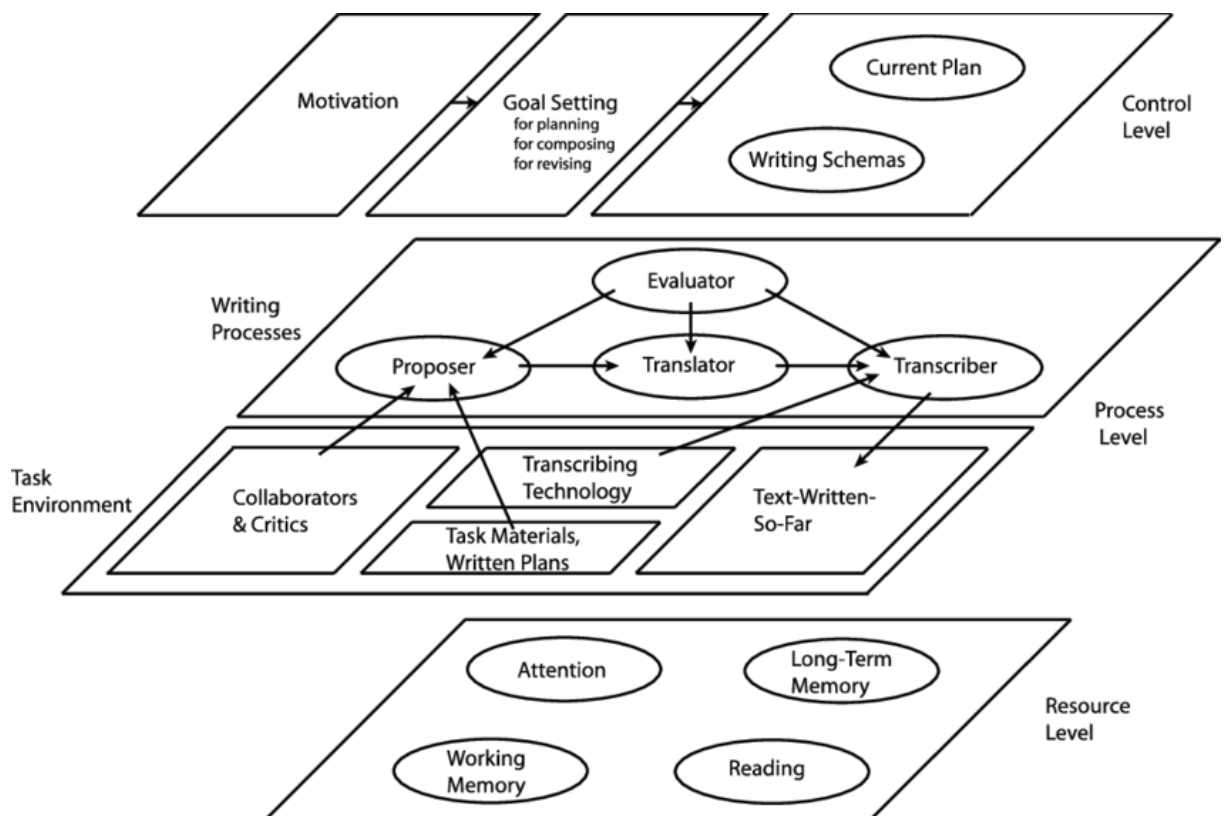 Motivation
Goal Setting
for planning
for composing
for revising
Current Plan
Writing Schemas
Control
Level
Writing
Processes
Evaluator
Proposer
Translator
Transcriber
Process
Level
Task
Environment
Collaborators
& Critics
Transcribing
Technology
Task Materials,
Written Plans
Text-Written-
So-Far
Attention
Long-Term
Memory
Working
Memory
Reading
Resource
Level